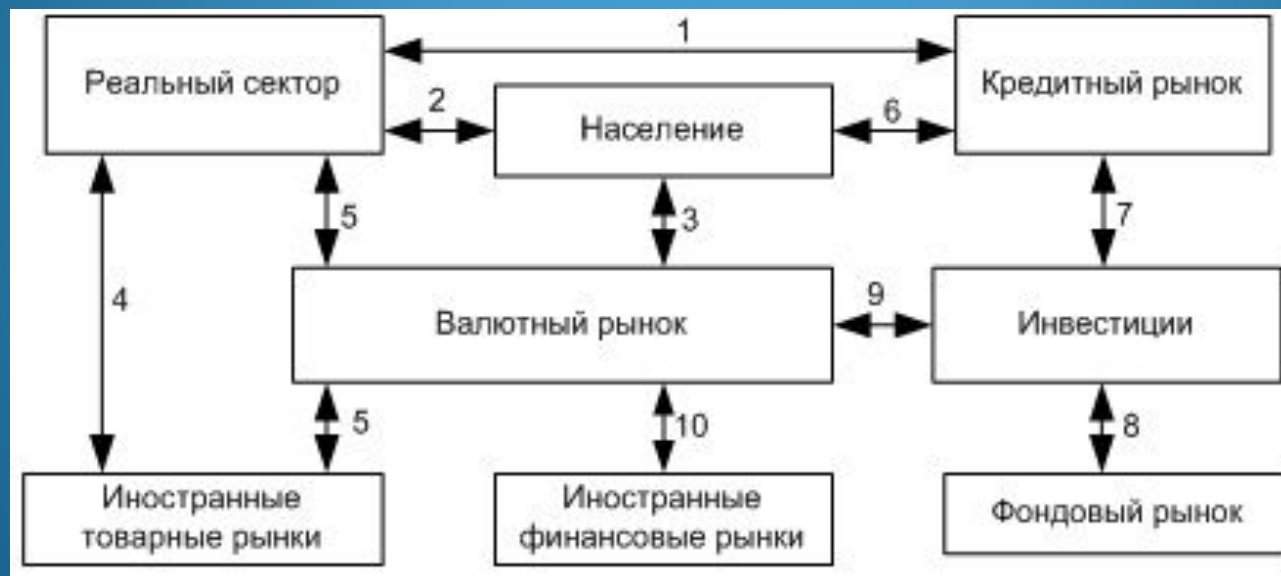 1
Реальный сектор
Кредитный рынок
2
Население
6
5
3
7
4
Валютный рынок
9
Инвестиции
5
10
8
Иностранные
товарные рынки
Иностранные
финансовые рынки
Фондовый рынок